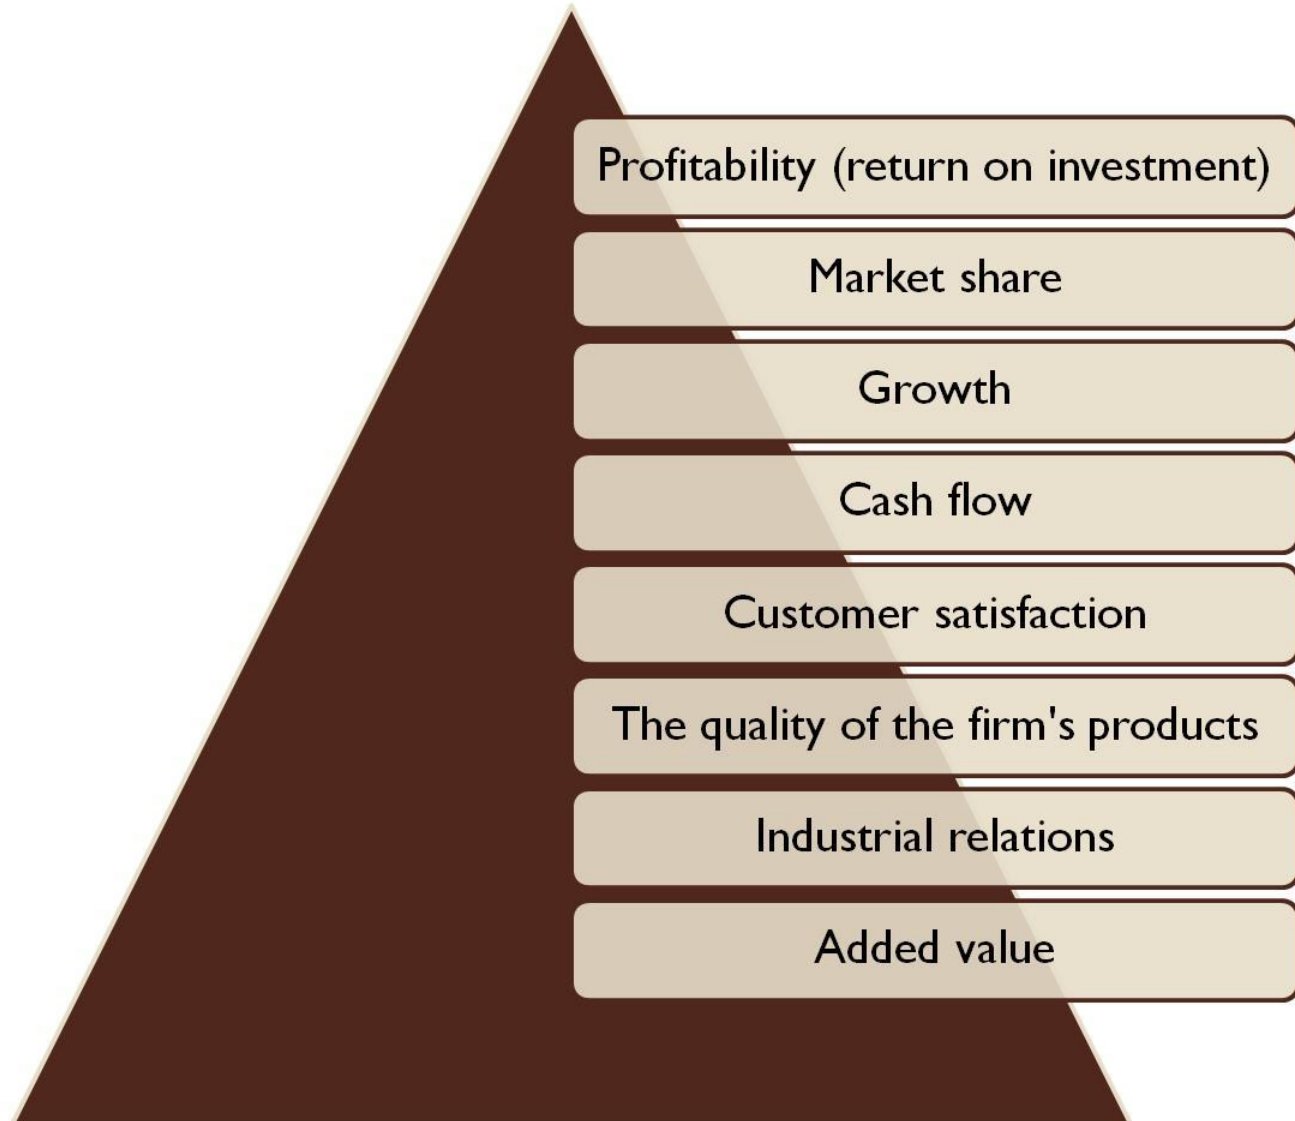 Profitability (return on investment)
Market share
Growth
Cash flow
Customer satisfaction
The quality of the firm's products
Industrial relations
Added value